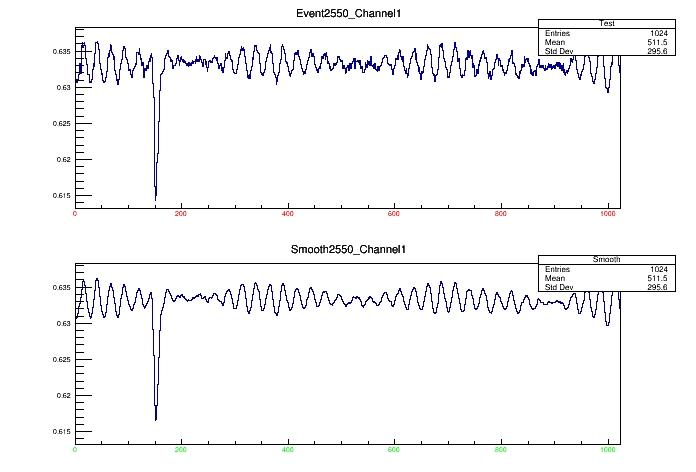 Event2550_Channel1
Test
Entries 1024
Mean 511.5
Std Dev 295.6
0.635
0.63
0.625
0.62
0.615
0 200 400 600 800 1000
Smooth2550_Channel1
Smooth
Entries 1024
Mean 511.5
Std Dev 295.6
0.635
0.63
0.625
0.62
0.615
0 200 400 600 800 1000